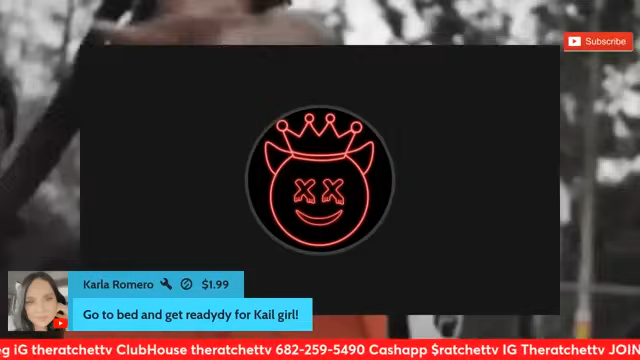 Subscribe
Karla Romero $1.99
Go to bed and get readydy for Kail girl!
g iG theratchettv ClubHouse theratchettv 682-259-5490 Cashapp $ratchettv IG Theratchettv JOIN